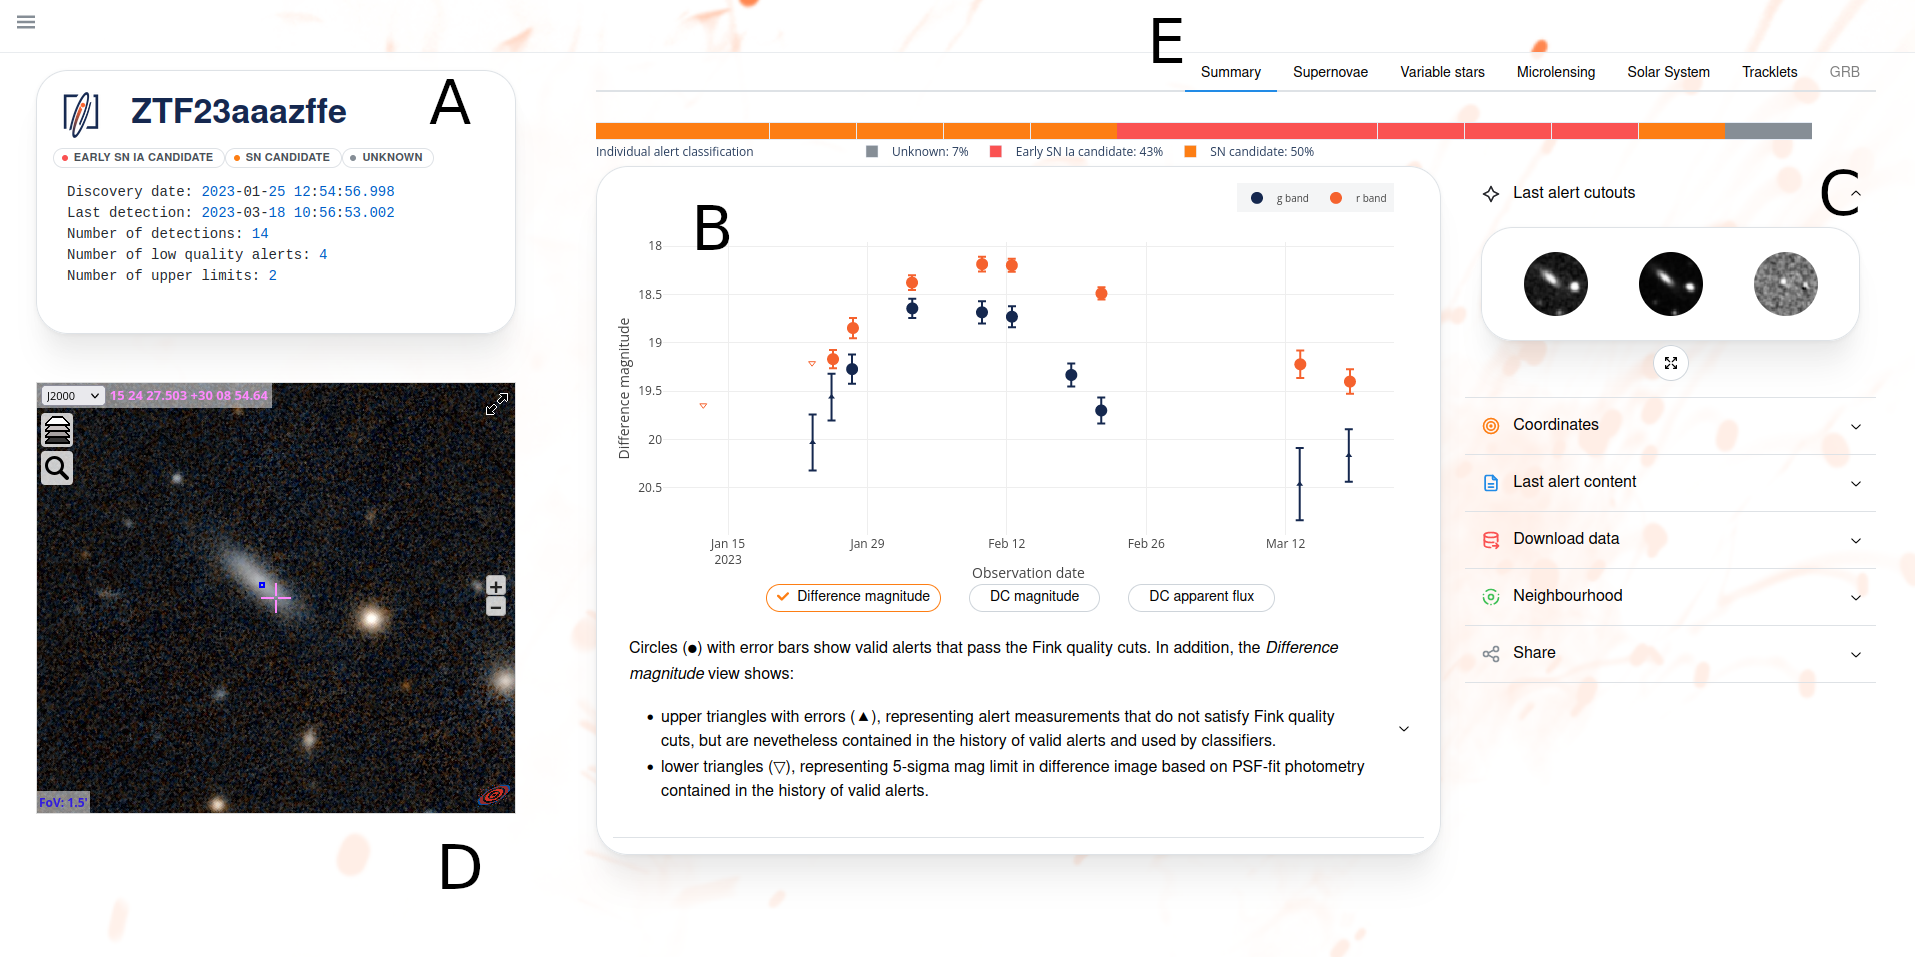 E
Summary Supernovae Variable stars Microlensing Solar System Tracklets GRB
A
ZTF23aaazffe
EARLY SN IA CANDIDATE SN CANDIDATE UNKNOWN
Discovery date: 2023-01-25 12:54:56.998
Last detection: 2023-03-18 10:56:53.002
Number of detections: 14
Number of low quality alerts: 4
Number of upper limits: 2
J2000 15 24 27.503 +30 08 54.64
+
−
FoV: 1.5'
D
Individual alert classification Unknown: 7% Early SN Ia candidate: 43% SN candidate: 50%
B
g band r band
Difference magnitude
18
18.5
19
19.5
20
20.5
Jan 15 Jan 29 Feb 12 Feb 26 Mar 12
2023
Observation date
Difference magnitude DC magnitude DC apparent flux
Circles (●) with error bars show valid alerts that pass the Fink quality cuts. In addition, the Difference
magnitude view shows:
• upper triangles with errors (▲), representing alert measurements that do not satisfy Fink quality
cuts, but are nevetheless contained in the history of valid alerts and used by classifiers.
• lower triangles (▽), representing 5-sigma mag limit in difference image based on PSF-fit photometry
contained in the history of valid alerts.
C
Last alert cutouts
Coordinates
Last alert content
Download data
Neighbourhood
Share